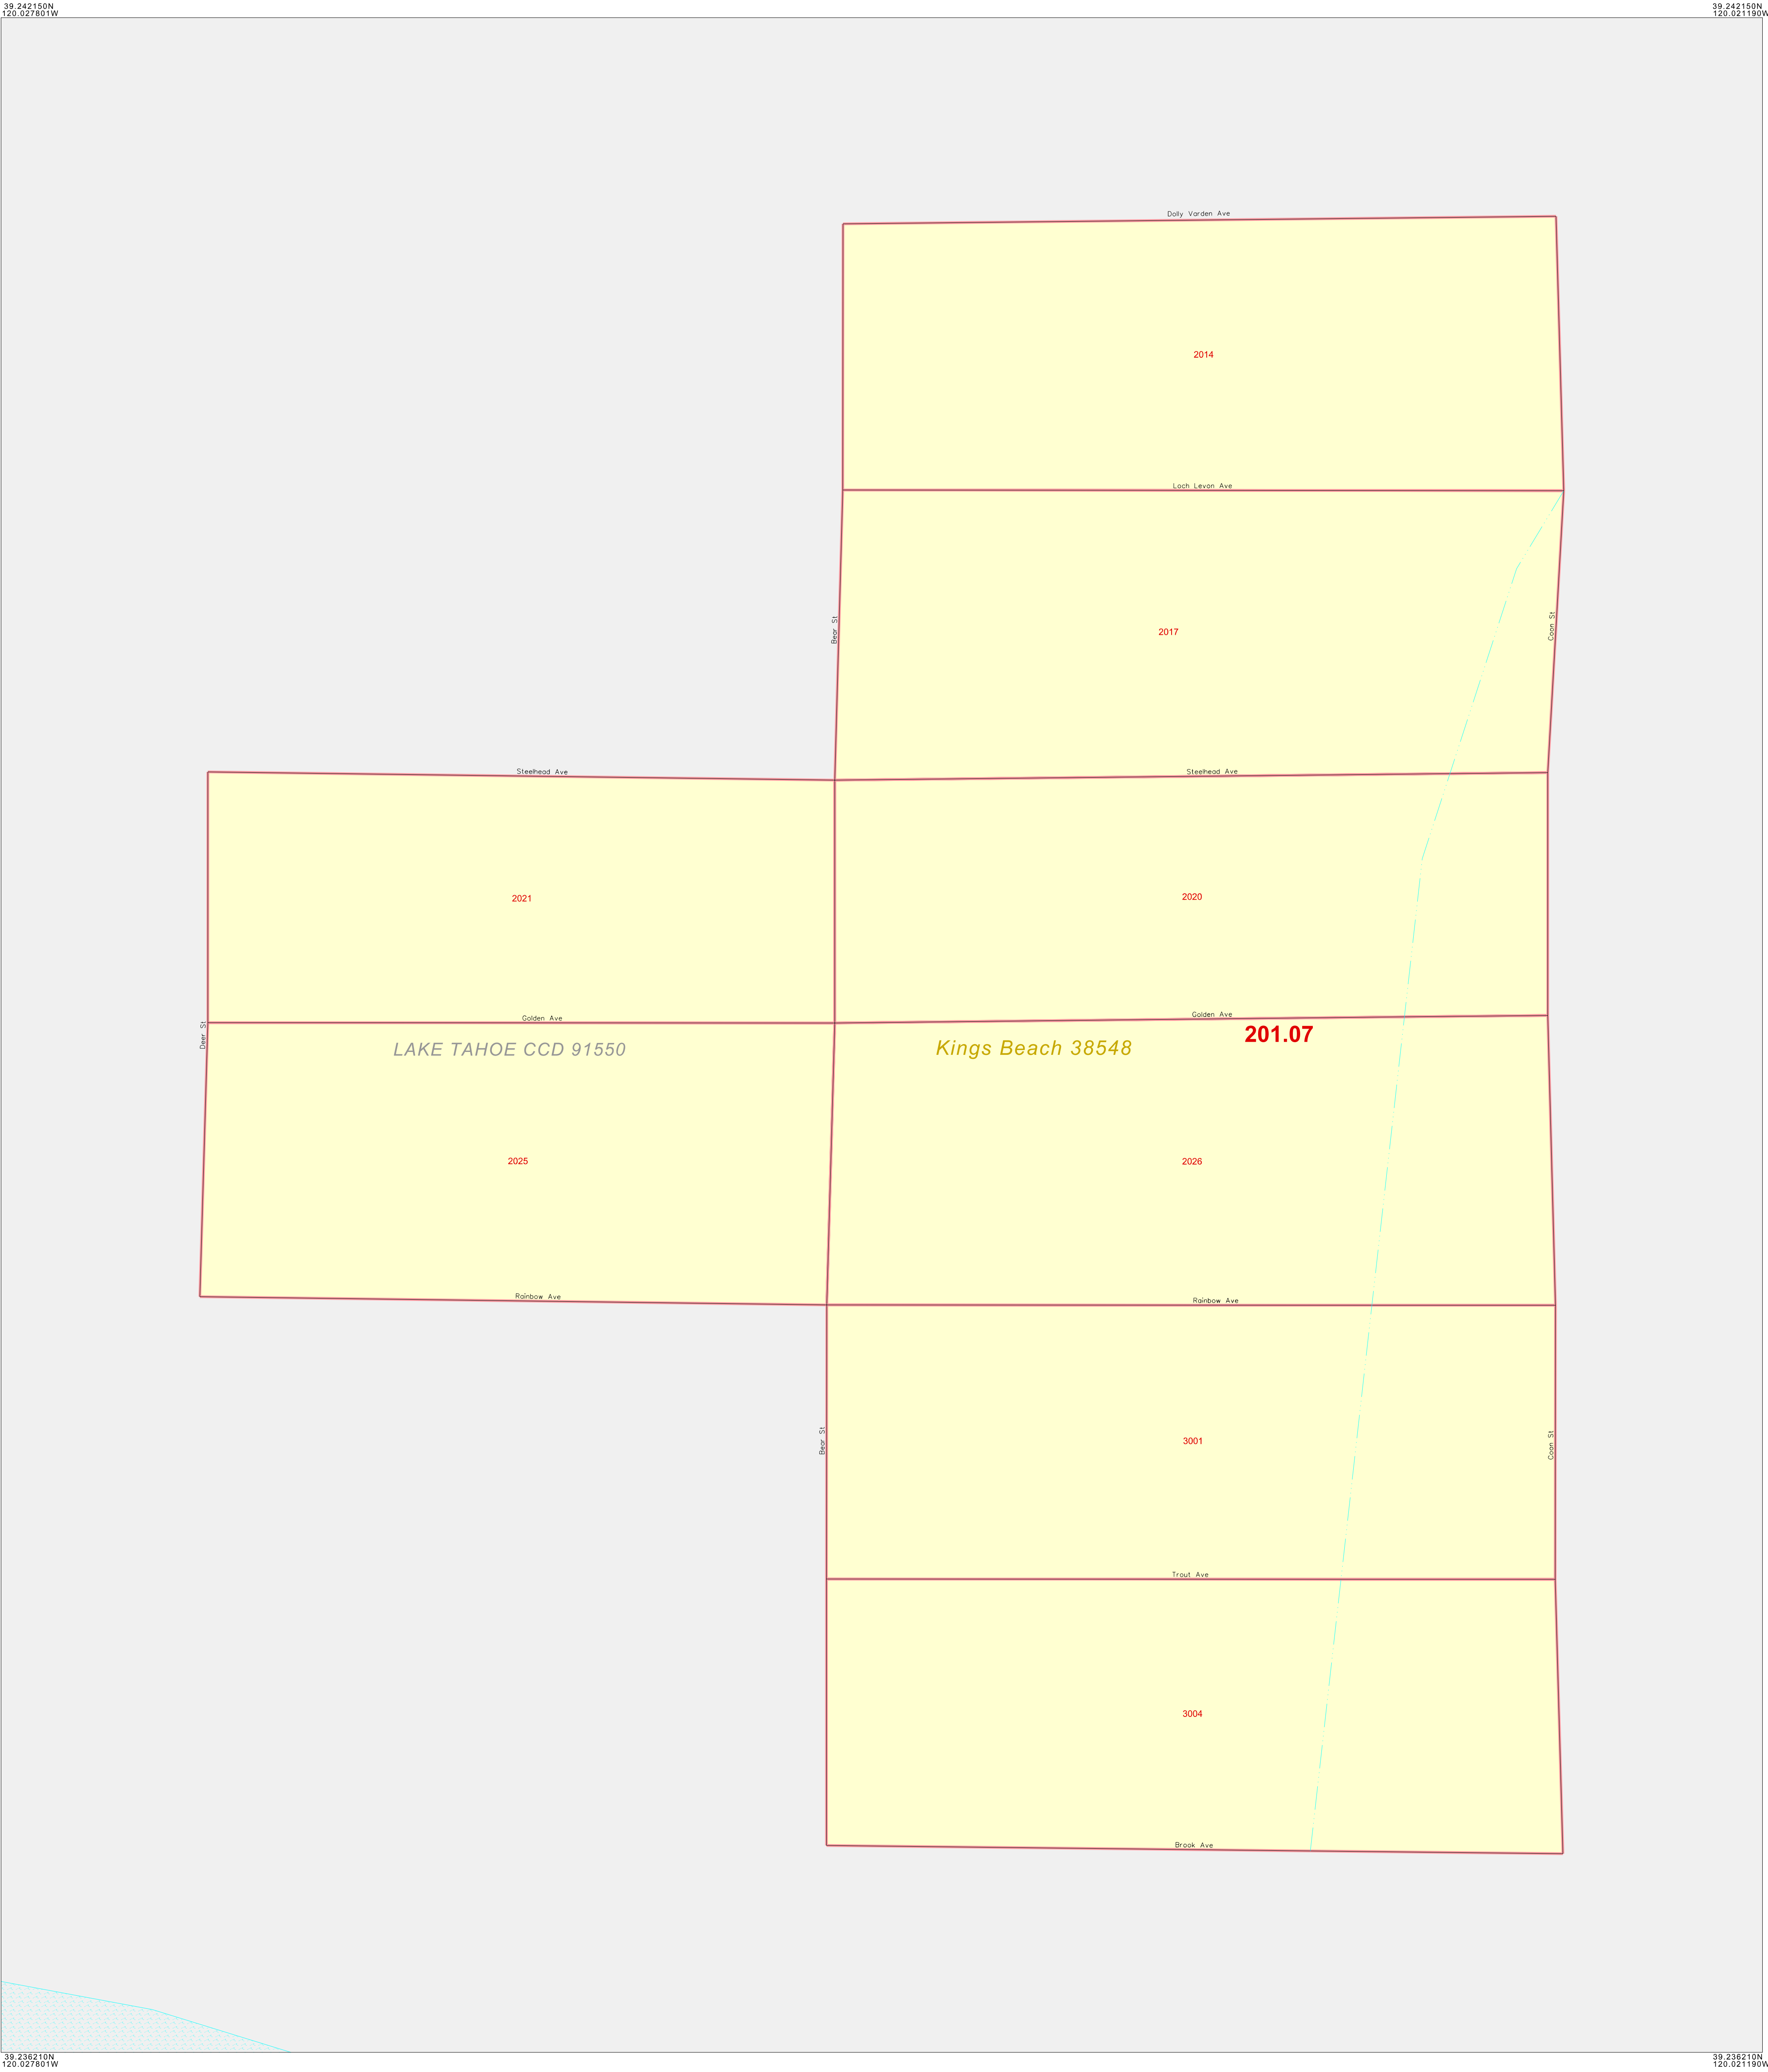 39.242150N
120.027801W
39.242150N
120.021190W
Dolly Varden Ave
2014
Loch Levon Ave
Bear St
2017
Coon St
Steelhead Ave
Steelhead Ave
2021
2020
Golden Ave
Golden Ave
Deer St
LAKE TAHOE CCD 91550
Kings Beach 38548
201.07
2025
2026
Rainbow Ave
Rainbow Ave
Bear St
3001
Coon St
Trout Ave
3004
Brook Ave
39.236210N
120.027801W
39.236210N
120.021190W